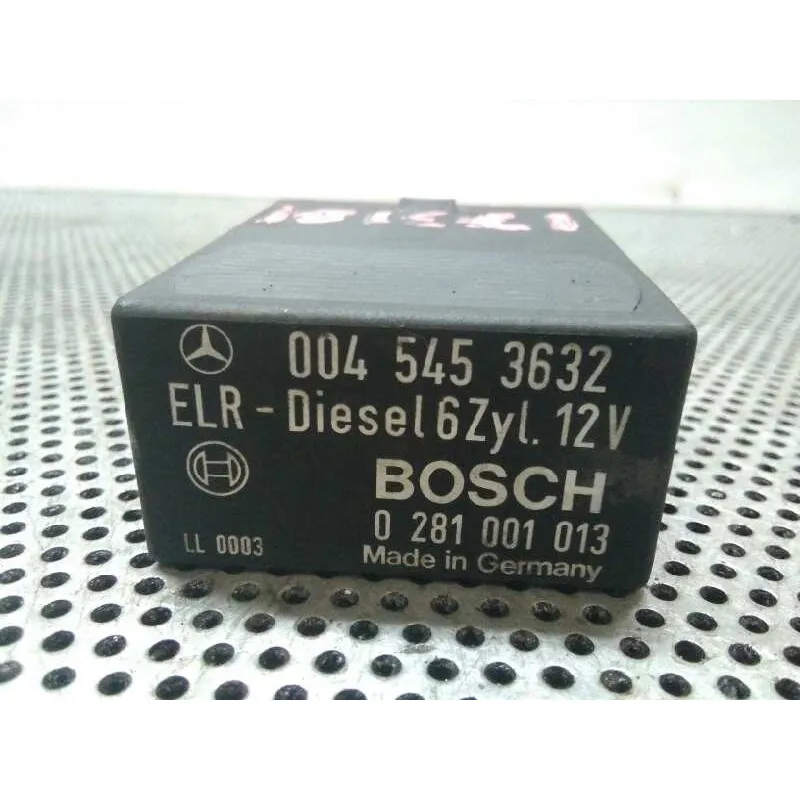 004 545 3632
ELR - Diesel 6Zyl. 12V
BOSCH
0 281 001 013
LL 0003
Made in Germany